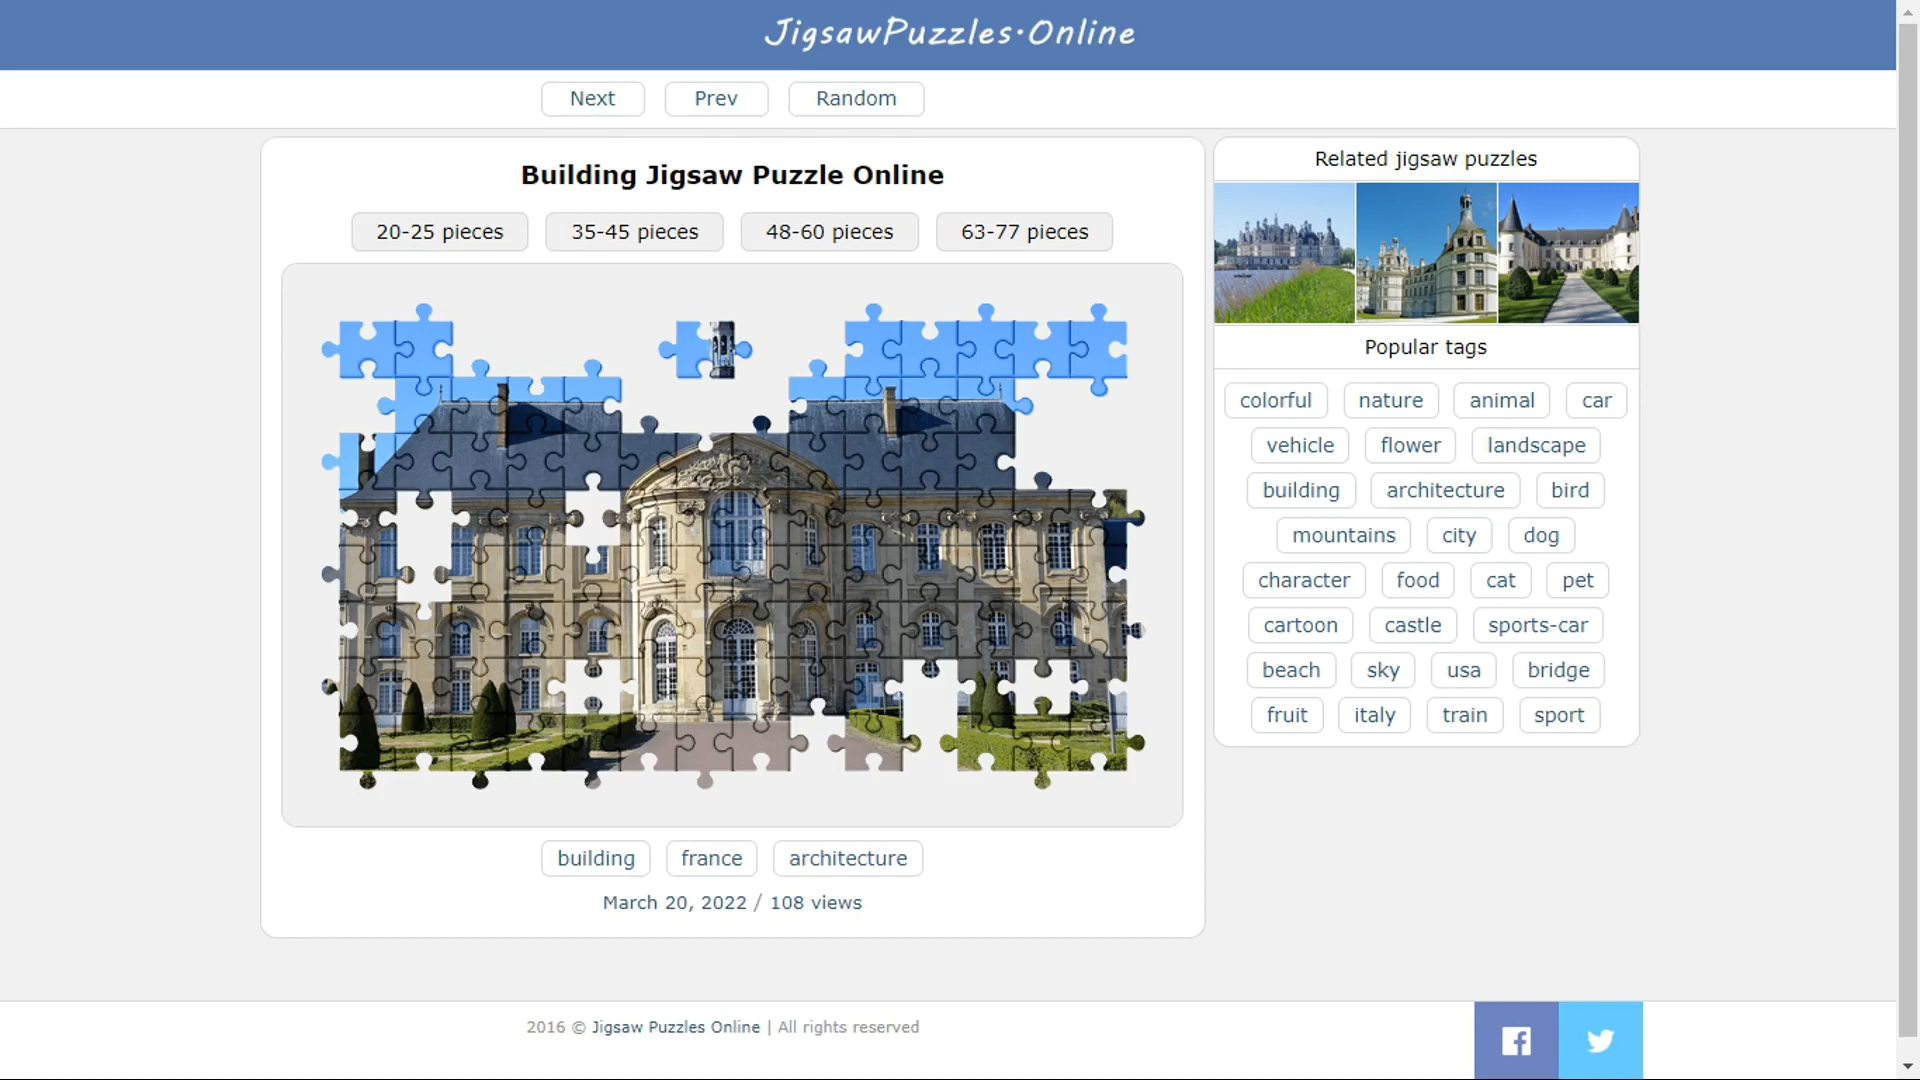 JigsawPuzzles·Online
Next Prev Random
Building Jigsaw Puzzle Online
20-25 pieces 35-45 pieces 48-60 pieces 63-77 pieces
building france architecture
March 20, 2022 / 108 views
Related jigsaw puzzles
Popular tags
colorful nature animal car
vehicle flower landscape
building architecture bird
mountains city dog
character food cat pet
cartoon castle sports-car
beach sky usa bridge
fruit italy train sport
2016 © Jigsaw Puzzles Online | All rights reserved